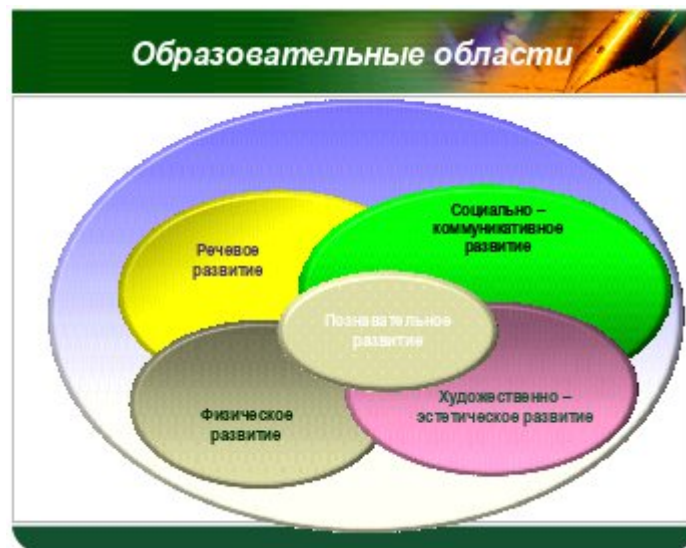 Образовательные области
Социально –
коммуникативное
развитие
Речевое
развитие
Познавательное
развитие
Художественно –
эстетическое развитие
Физическое
развитие